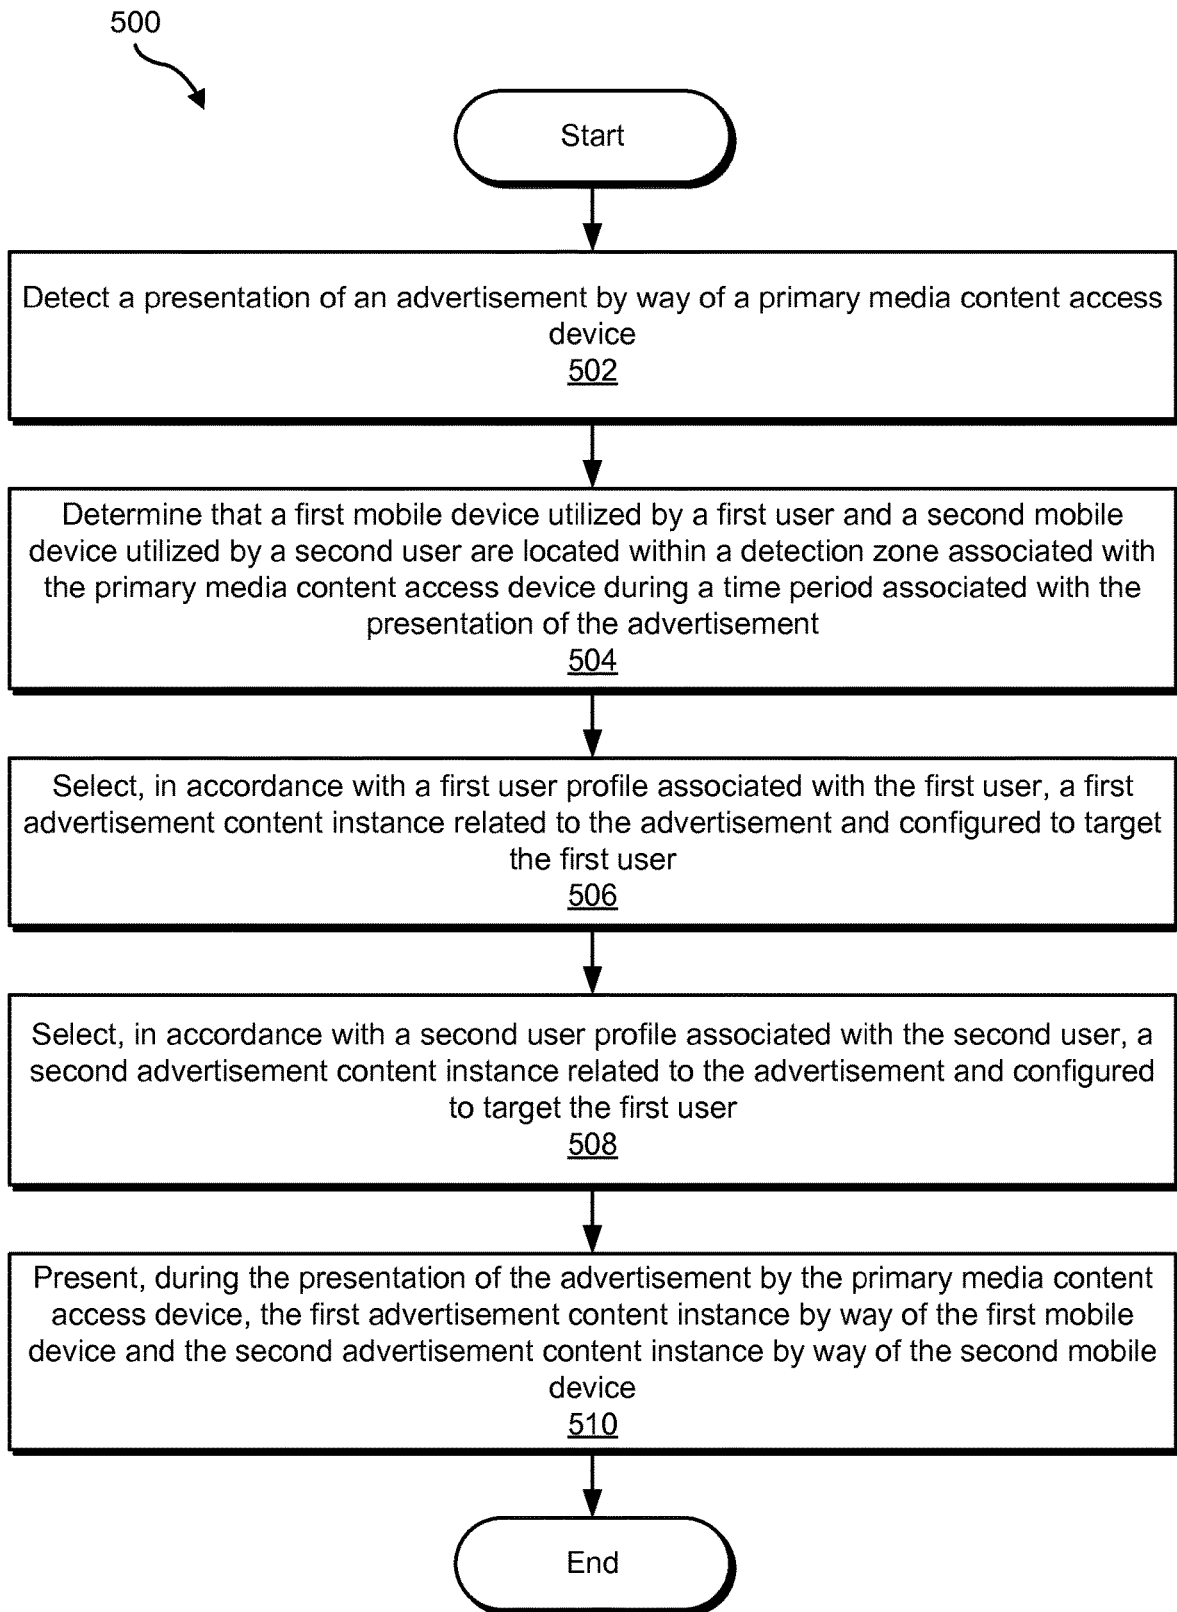 500
Start
Detect a presentation of an advertisement by way of a primary media content access
device
502
Determine that a first mobile device utilized by a first user and a second mobile
device utilized by a second user are located within a detection zone associated with
the primary media content access device during a time period associated with the
presentation of the advertisement
504
Select, in accordance with a first user profile associated with the first user, a first
advertisement content instance related to the advertisement and configured to target
the first user
506
Select, in accordance with a second user profile associated with the second user, a
second advertisement content instance related to the advertisement and configured
to target the first user
508
Present, during the presentation of the advertisement by the primary media content
access device, the first advertisement content instance by way of the first mobile
device and the second advertisement content instance by way of the second mobile
device
510
End